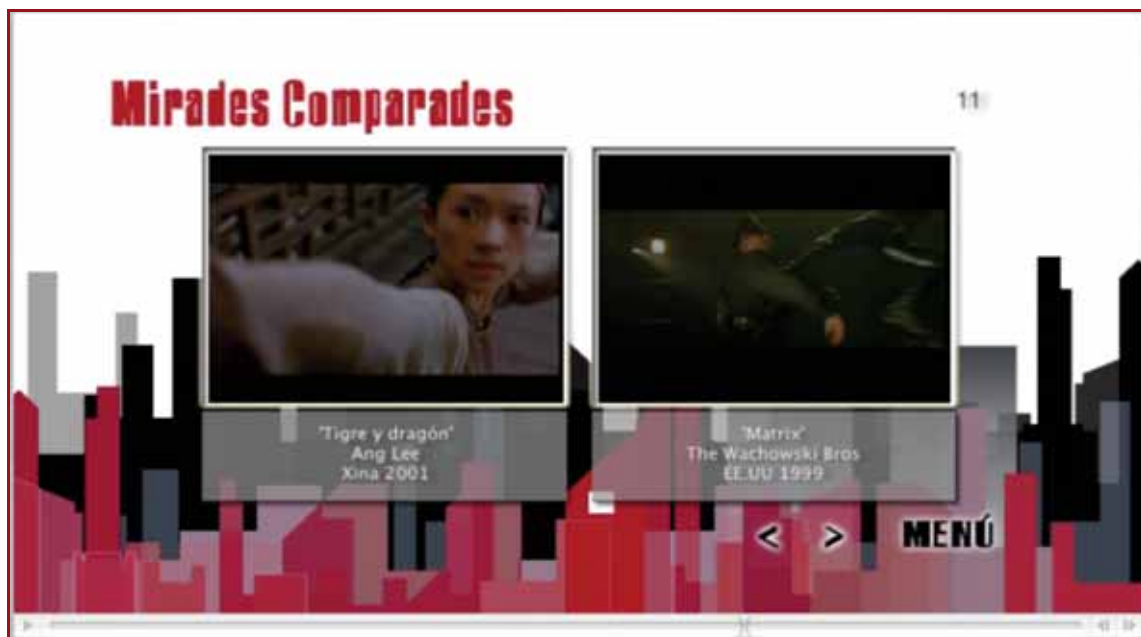 Mirades Comparades
11
"Tigre y dragón"
Ang Lee
Xina 2001
"Matrix"
The Wachowski Bros
EE.UU 1999
< > MENÚ